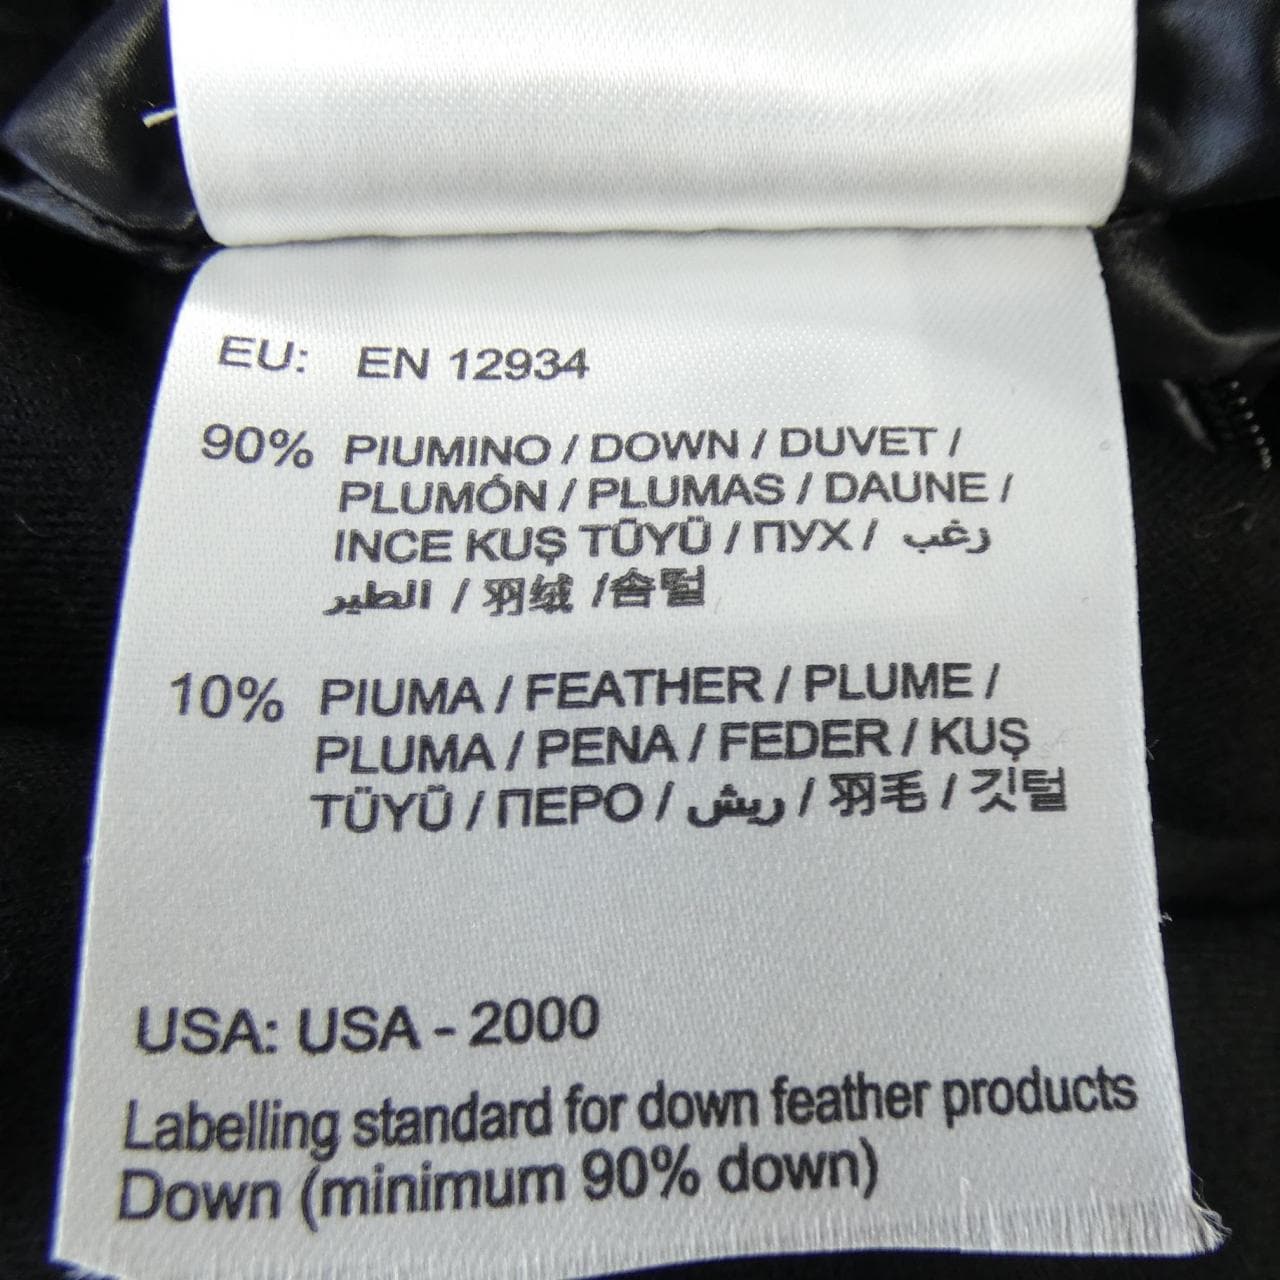 EU: EN 12934
90% PIUMINO / DOWN / DUVET /
PLUMÓN / PLUMAS / DAUNE /
INCE KUŞ TÜYÜ / ПУХ / زغب
الطير / 羽绒 /솜털
10% PIUMA / FEATHER / PLUME /
PLUMA / PENA / FEDER / KUŞ
TÜYÜ / ПЕРО / ريش / 羽毛 / 깃털
USA: USA - 2000
Labelling standard for down feather products
Down (minimum 90% down)